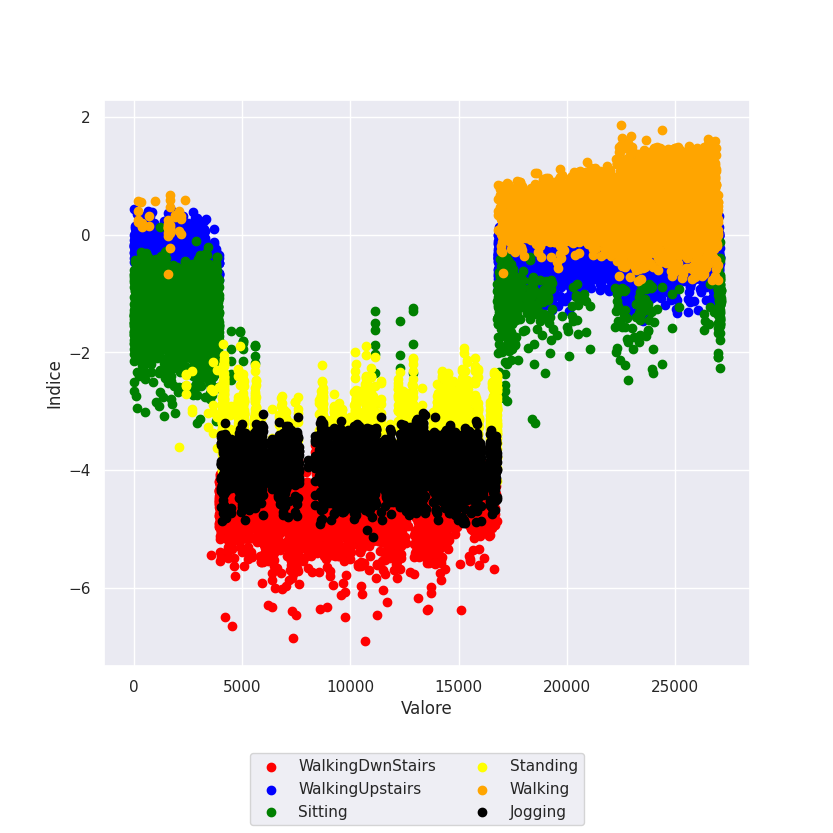 2
0
−2
−4
−6
Indice
0 5000 10000 15000 20000 25000
Valore
WalkingDwnStairs Standing
WalkingUpstairs Walking
Sitting Jogging